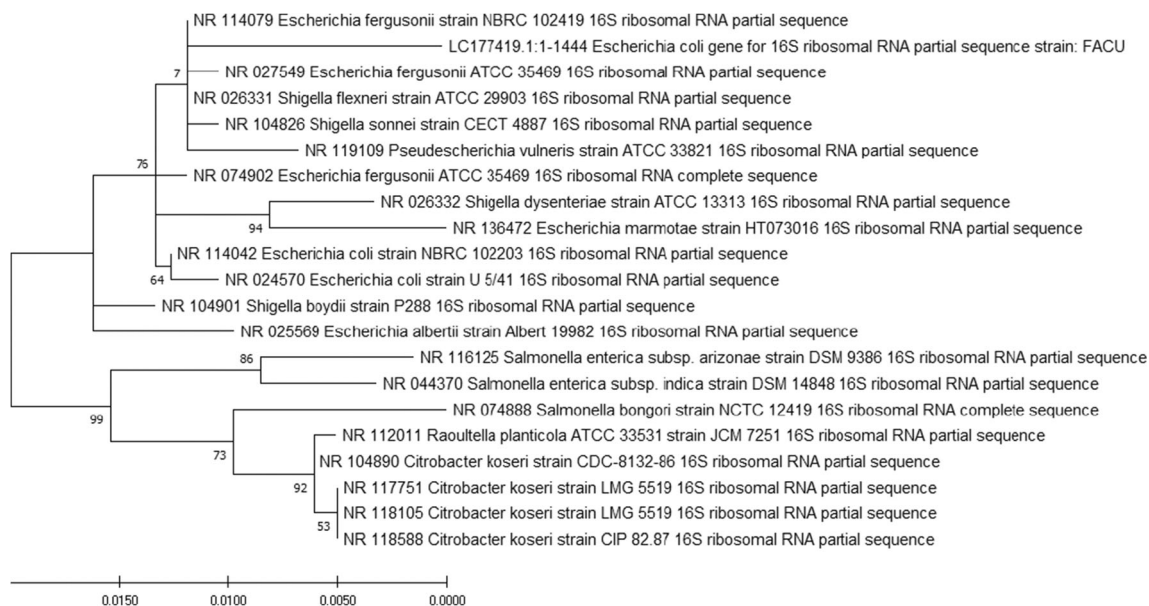 NR 114079 Escherichia fergusonii strain NBRC 102419 16S ribosomal RNA partial sequence
LC177419.1:1-1444 Escherichia coli gene for 16S ribosomal RNA partial sequence strain: FACU
7
NR 027549 Escherichia fergusonii ATCC 35469 16S ribosomal RNA partial sequence
NR 026331 Shigella flexneri strain ATCC 29903 16S ribosomal RNA partial sequence
NR 104826 Shigella sonnei strain CECT 4887 16S ribosomal RNA partial sequence
NR 119109 Pseudescherichia vulneris strain ATCC 33821 16S ribosomal RNA partial sequence
76
NR 074902 Escherichia fergusonii ATCC 35469 16S ribosomal RNA complete sequence
NR 026332 Shigella dysenteriae strain ATCC 13313 16S ribosomal RNA partial sequence
94
NR 136472 Escherichia marmotae strain HT073016 16S ribosomal RNA partial sequence
NR 114042 Escherichia coli strain NBRC 102203 16S ribosomal RNA partial sequence
64
NR 024570 Escherichia coli strain U 5/41 16S ribosomal RNA partial sequence
NR 104901 Shigella boydii strain P288 16S ribosomal RNA partial sequence
NR 025569 Escherichia albertii strain Albert 19982 16S ribosomal RNA partial sequence
86
NR 116125 Salmonella enterica subsp. arizonae strain DSM 9386 16S ribosomal RNA partial sequence
NR 044370 Salmonella enterica subsp. indica strain DSM 14848 16S ribosomal RNA partial sequence
99
NR 074888 Salmonella bongori strain NCTC 12419 16S ribosomal RNA complete sequence
NR 112011 Raoultella planticola ATCC 33531 strain JCM 7251 16S ribosomal RNA partial sequence
73
NR 104890 Citrobacter koseri strain CDC-8132-86 16S ribosomal RNA partial sequence
92
NR 117751 Citrobacter koseri strain LMG 5519 16S ribosomal RNA partial sequence
NR 118105 Citrobacter koseri strain LMG 5519 16S ribosomal RNA partial sequence
53
NR 118588 Citrobacter koseri strain CIP 82.87 16S ribosomal RNA partial sequence
0.0150 0.0100 0.0050 0.0000